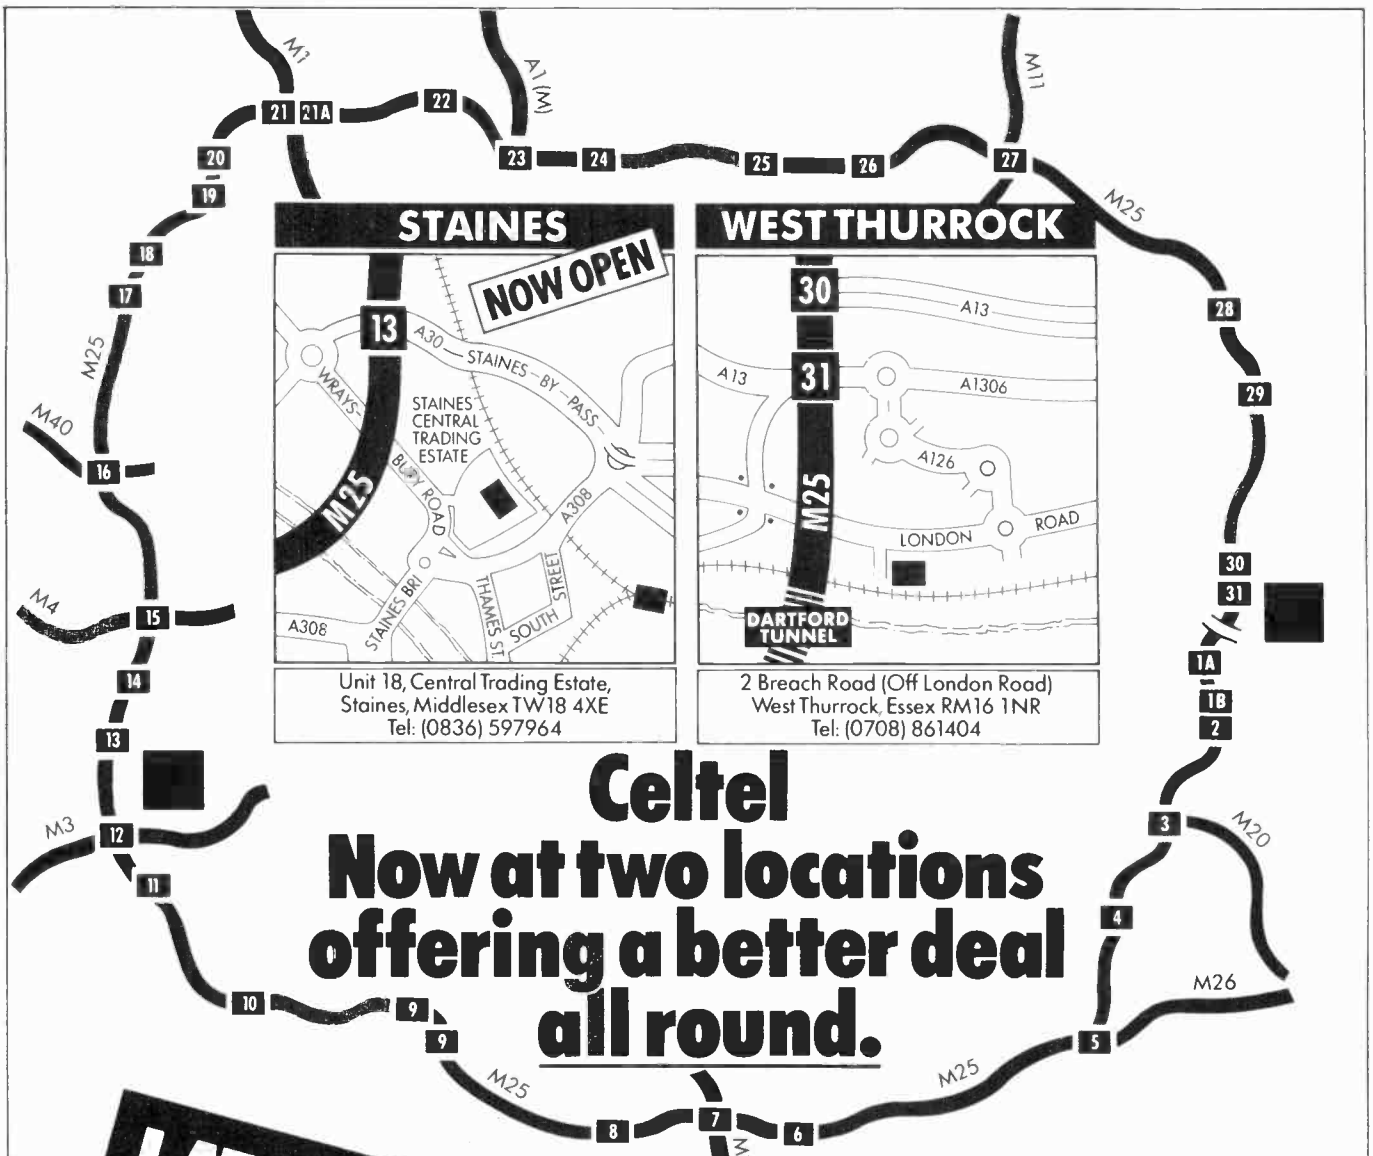 M1
A1(M)
M11
21
21A
22
20
23
24
25
26
27
19
M25
18
17
28
M25
29
M40
16
M4
15
30
31
14
1A
1B
13
2
M3
12
3
M20
11
4
M26
10
9
9
5
M25
M25
8
7
6
M
STAINES
NOW OPEN
13
A30
STAINES BY PASS
WRAYS
BURY ROAD
STAINES
CENTRAL
TRADING
ESTATE
M25
A308
STAINES BRI
THAMES ST.
SOUTH STREET
A308
Unit 18, Central Trading Estate,
Staines, Middlesex TW18 4XE
Tel: (0836) 597964
WEST THURROCK
30
A13
A13
31
A1306
A126
M25
LONDON ROAD
DARTFORD
TUNNEL
2 Breach Road (Off London Road)
West Thurrock, Essex RM16 1NR
Tel: (0708) 861404
Celtel
Now at two locations
offering a better deal
all round.